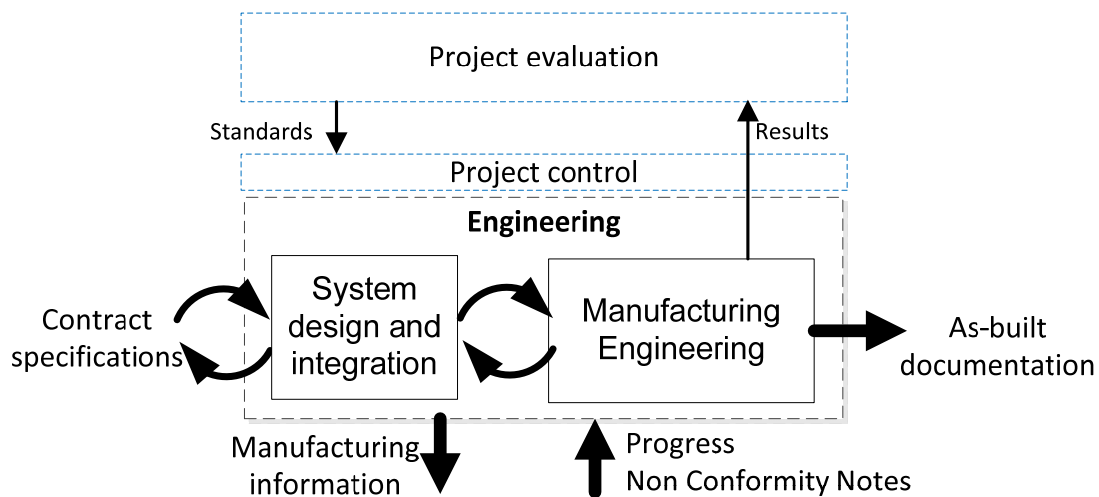 Project evaluation
Standards
Results
Project control
Engineering
System
design and
integration
Manufacturing
Engineering
Contract
specifications
As-built
documentation
Manufacturing
information
Progress
Non Conformity Notes